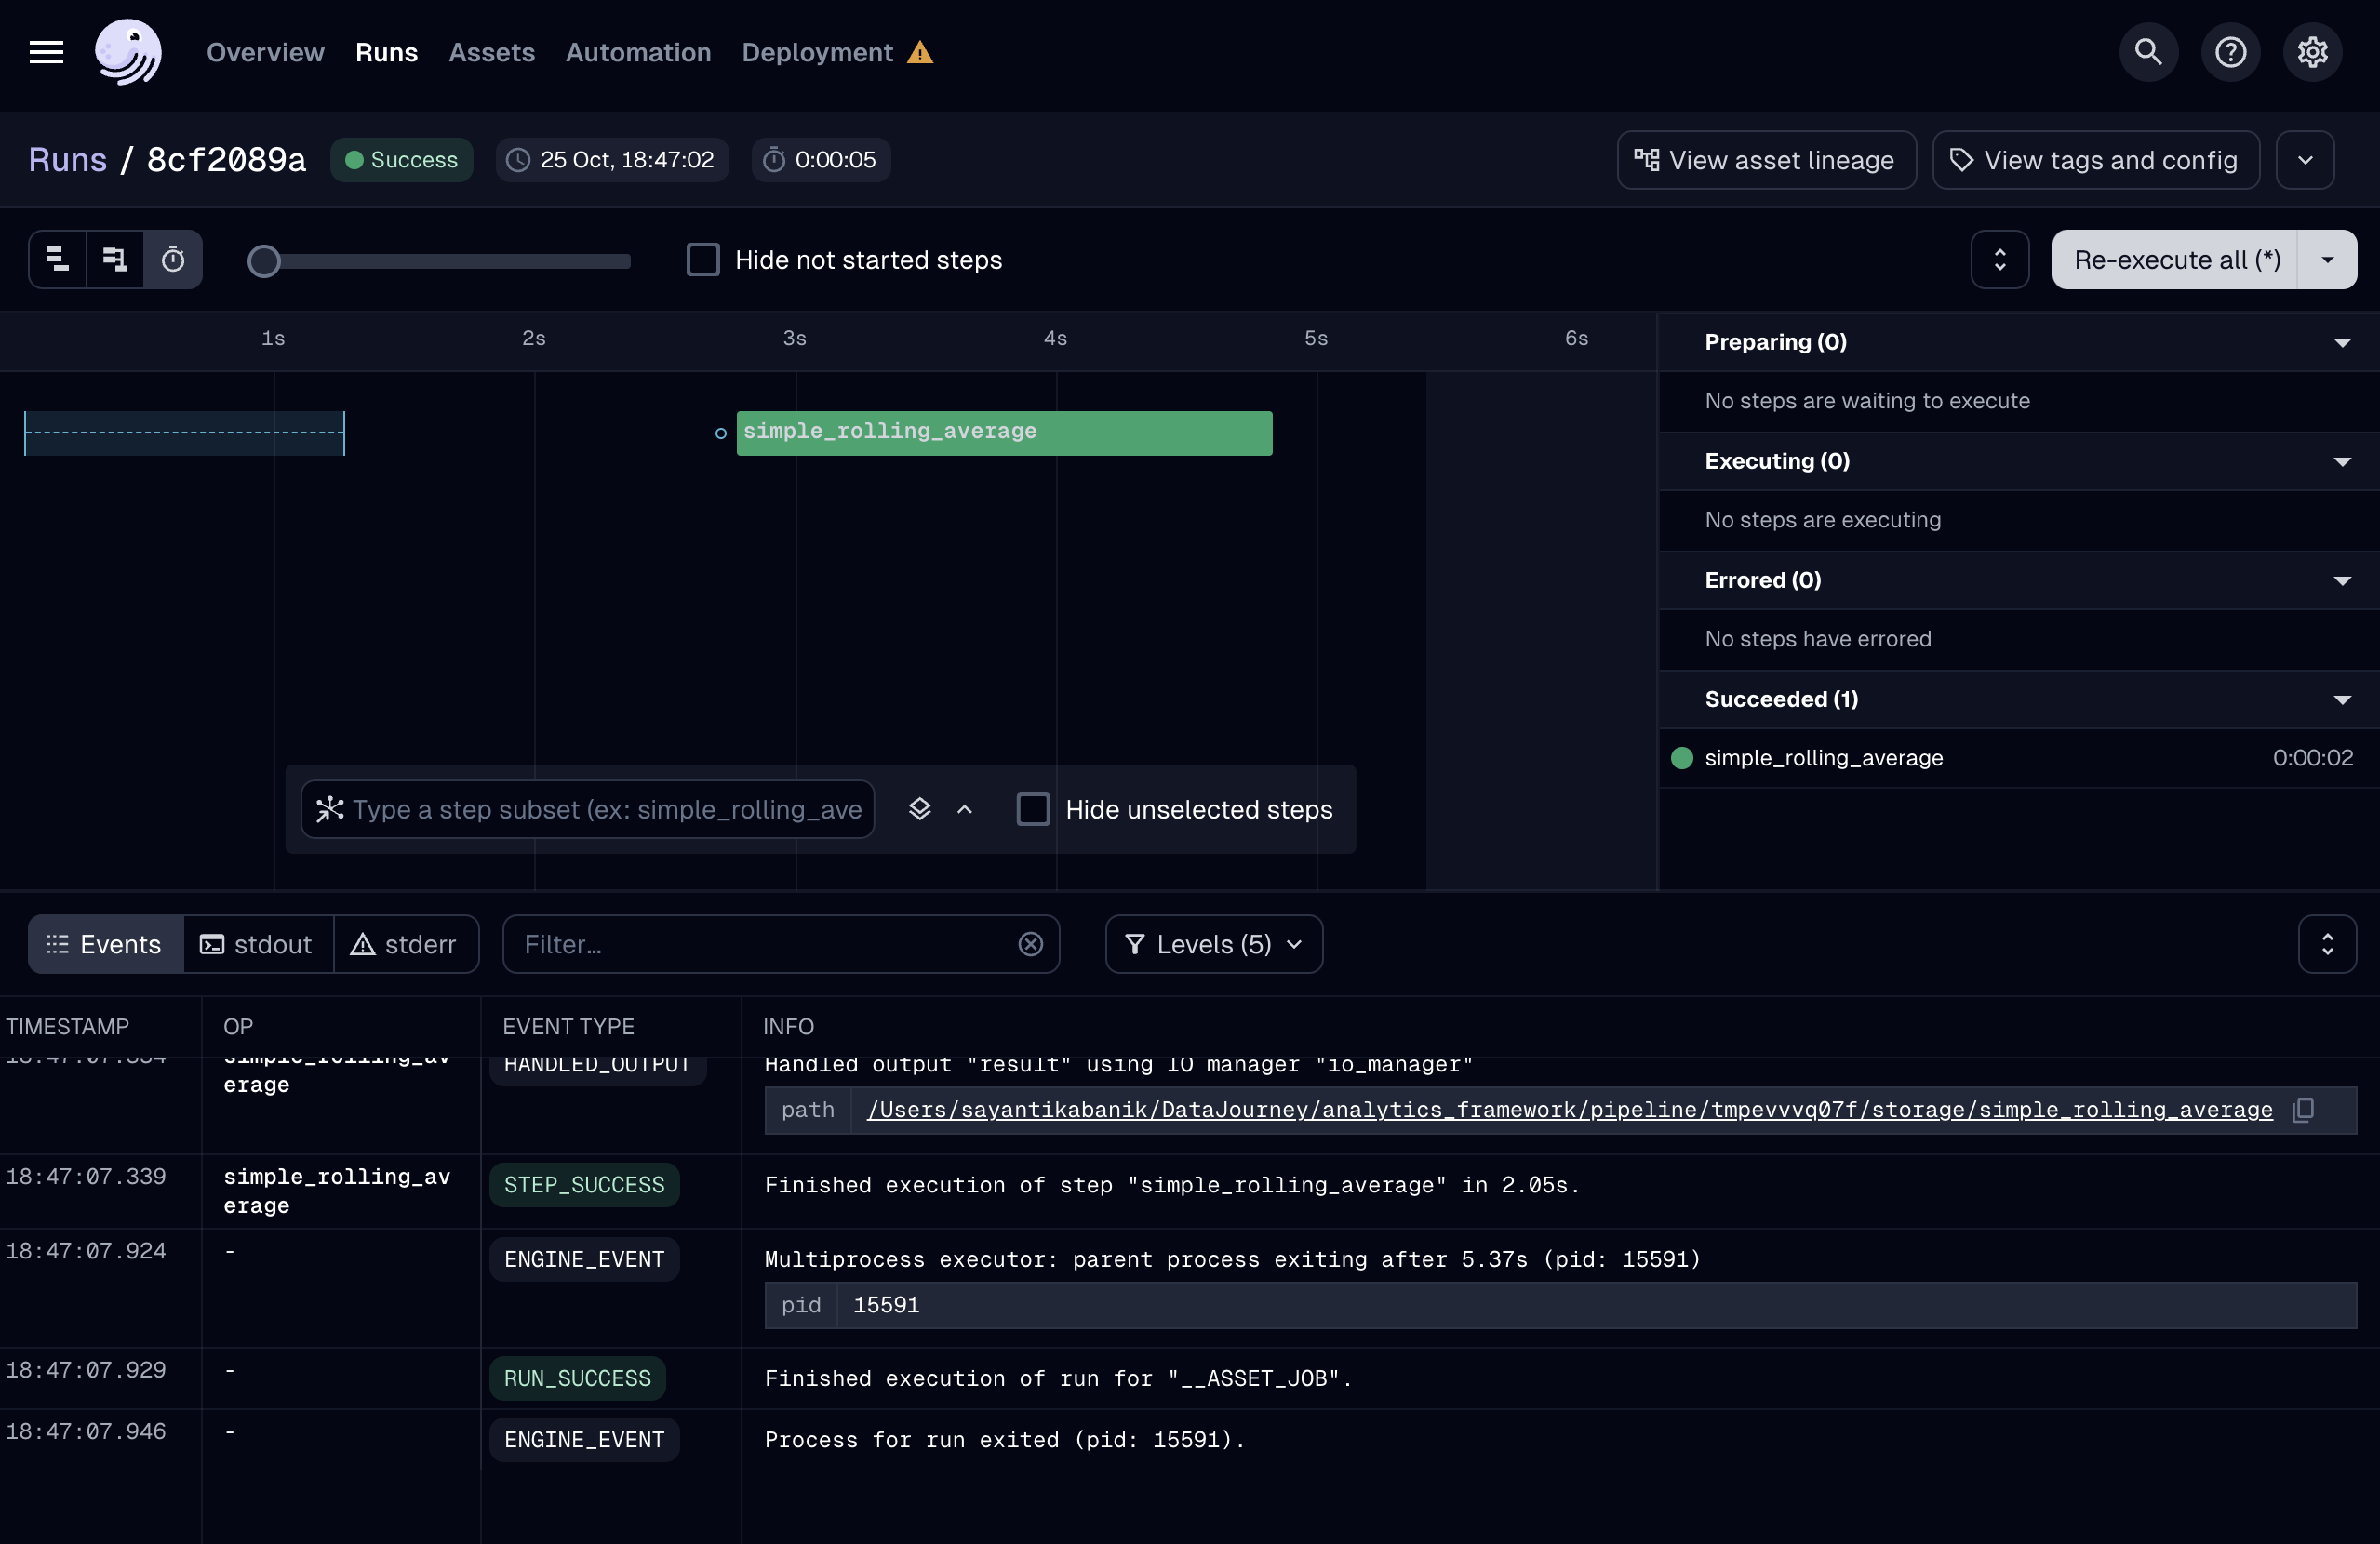 Overview Runs Assets Automation Deployment
Runs / 8cf2089a Success 25 Oct, 18:47:02 0:00:05 View asset lineage View tags and config
Hide not started steps Re-execute all (*)
1s 2s 3s 4s 5s 6s
simple_rolling_average
Preparing (0)
No steps are waiting to execute
Executing (0)
No steps are executing
Errored (0)
No steps have errored
Succeeded (1)
simple_rolling_average 0:00:02
Type a step subset (ex: simple_rolling_ave Hide unselected steps
Events stdout stderr Filter... Levels (5)
TIMESTAMP OP EVENT TYPE INFO
simple_rolling_av HANDLED_OUTPUT Handled output "result" using IO manager "io_manager"
erage
path /Users/sayantikabanik/DataJourney/analytics_framework/pipeline/tmpevvvq07f/storage/simple_rolling_average
18:47:07.339 simple_rolling_av STEP_SUCCESS Finished execution of step "simple_rolling_average" in 2.05s.
erage
18:47:07.924 - ENGINE_EVENT Multiprocess executor: parent process exiting after 5.37s (pid: 15591)
pid 15591
18:47:07.929 - RUN_SUCCESS Finished execution of run for "__ASSET_JOB".
18:47:07.946 - ENGINE_EVENT Process for run exited (pid: 15591).